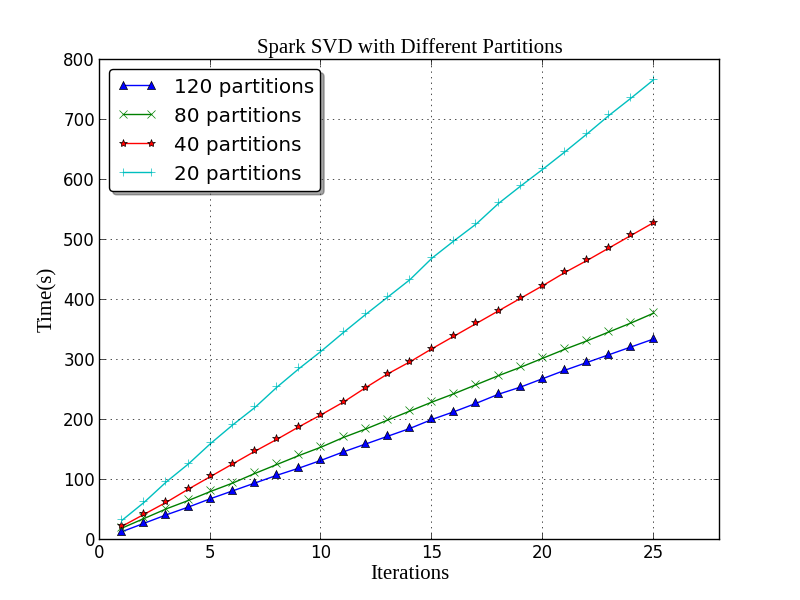 Spark SVD with Different Partitions
800
700
600
500
400
300
200
100
0
120 partitions
80 partitions
40 partitions
20 partitions
Time(s)
0 5 10 15 20 25
Iterations